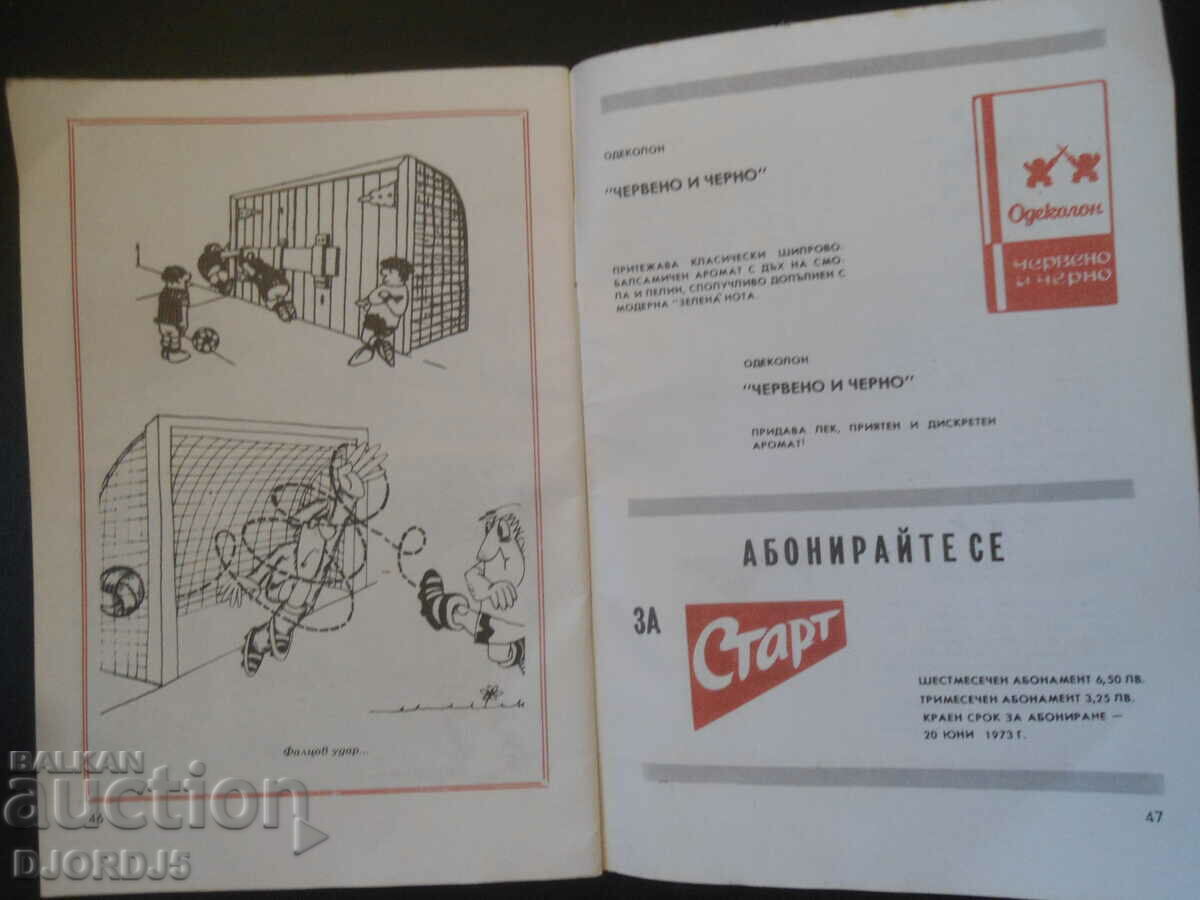 Фалцов удар...
46
ОДЕКОЛОН
"ЧЕРВЕНО И ЧЕРНО"
ПРИТЕЖАВА КЛАСИЧЕСКИ ШИПРОВО-
БАЛСАМИЧЕН АРОМАТ С ДЪХ НА СМО-
ЛА И ПЕЛИН, СПОЛУЧЛИВО ДОПЪЛНЕН С
МОДЕРНА "ЗЕЛЕНА" НОТА.
Одеколон
червено
и черно
ОДЕКОЛОН
"ЧЕРВЕНО И ЧЕРНО"
ПРИДАВА ЛЕК, ПРИЯТЕН И ДИСКРЕТЕН
АРОМАТ!
АБОНИРАЙТЕ СЕ
ЗА
Старт
ШЕСТМЕСЕЧЕН АБОНАМЕНТ 6,50 ЛВ.
ТРИМЕСЕЧЕН АБОНАМЕНТ 3,25 ЛВ.
КРАЕН СРОК ЗА АБОНИРАНЕ —
20 ЮНИ 1973 Г.
47
BALKAN
auction
DJORDJ5